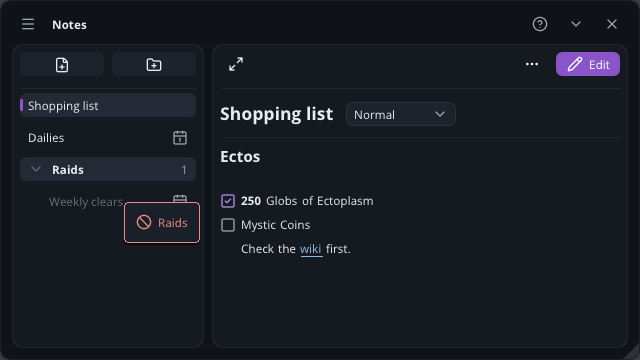 Notes
Edit
Shopping list
Dailies
Raids 1
Weekly clears
Raids
Shopping list
Normal
Ectos
250 Globs of Ectoplasm
Mystic Coins
Check the wiki first.